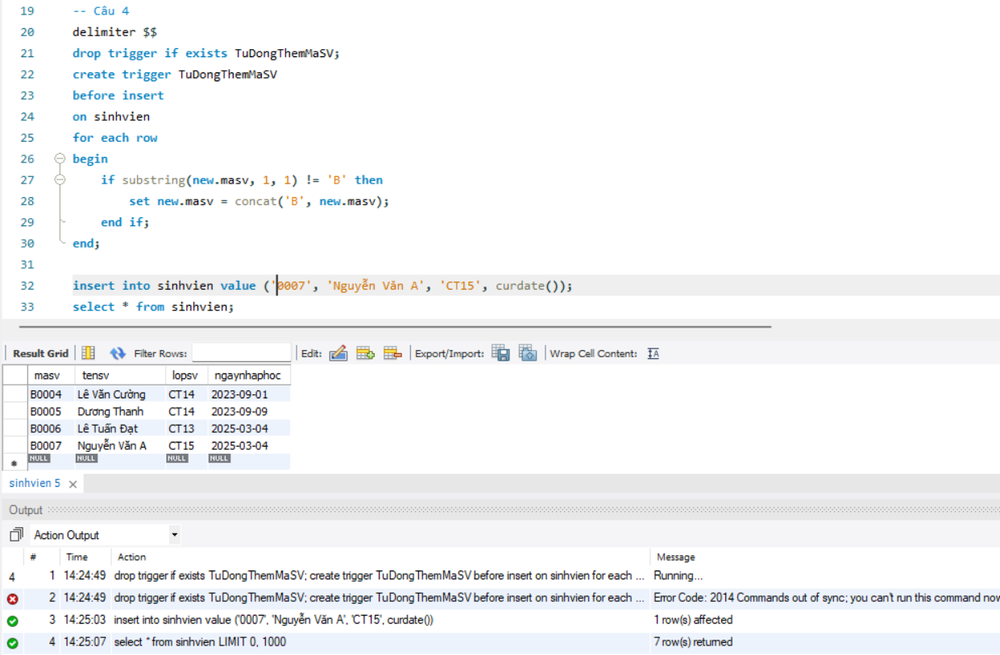 19 -- Câu 4
20 delimiter $$
21 drop trigger if exists TuDongThemMaSV;
22 create trigger TuDongThemMaSV
23 before insert
24 on sinhvien
25 for each row
26 begin
27 if substring(new.masv, 1, 1) != 'B' then
28 set new.masv = concat('B', new.masv);
29 end if;
30 end;
31
32 insert into sinhvien value ('0007', 'Nguyễn Văn A', 'CT15', curdate());
33 select * from sinhvien;
Result Grid Filter Rows: Edit: Export/Import: Wrap Cell Content: IA
masv tensv lopsv ngaynhaphoc
B0004 Lê Văn Cường CT14 2023-09-01
B0005 Dương Thanh CT14 2023-09-09
B0006 Lê Tuấn Đạt CT13 2025-03-04
B0007 Nguyễn Văn A CT15 2025-03-04
NULL NULL NULL NULL
sinhvien 5
Output
Action Output
# Time Action Message
4 1 14:24:49 drop trigger if exists TuDongThemMaSV; create trigger TuDongThemMaSV before insert on sinhvien for each ... Running...
2 14:24:49 drop trigger if exists TuDongThemMaSV; create trigger TuDongThemMaSV before insert on sinhvien for each ... Error Code: 2014 Commands out of sync; you can't run this command now
3 14:25:03 insert into sinhvien value ('0007', 'Nguyễn Văn A', 'CT15', curdate()) 1 row(s) affected
4 14:25:07 select * from sinhvien LIMIT 0, 1000 7 row(s) returned